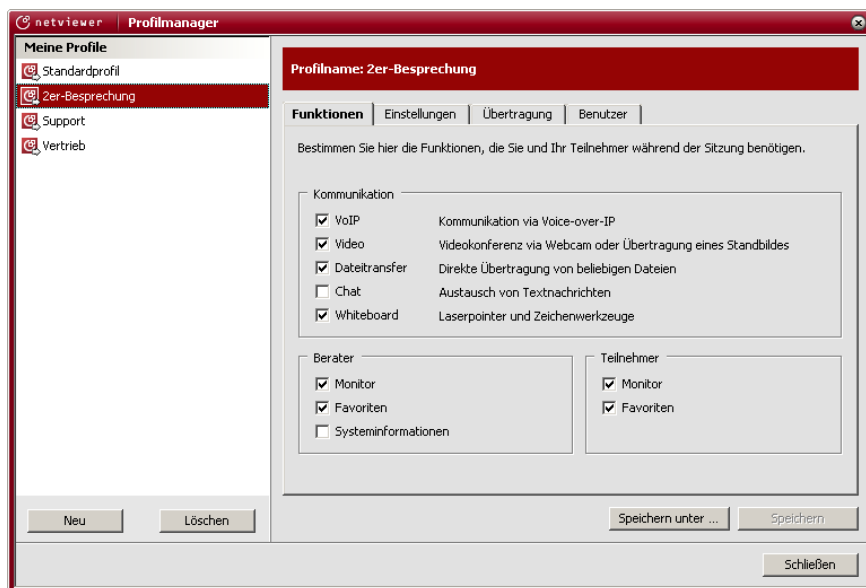 netviewer Profilmanager
Meine Profile
Standardprofil
2er-Besprechung
Support
Vertrieb
Neu
Löschen
Profilname: 2er-Besprechung
Funktionen Einstellungen Übertragung Benutzer
Bestimmen Sie hier die Funktionen, die Sie und Ihr Teilnehmer während der Sitzung benötigen.
Kommunikation
VoIP Kommunikation via Voice-over-IP
Video Videokonferenz via Webcam oder Übertragung eines Standbildes
Dateitransfer Direkte Übertragung von beliebigen Dateien
Chat Austausch von Textnachrichten
Whiteboard Laserpointer und Zeichenwerkzeuge
Berater
Monitor
Favoriten
Systeminformationen
Teilnehmer
Monitor
Favoriten
Speichern unter ... Speichern
Schließen